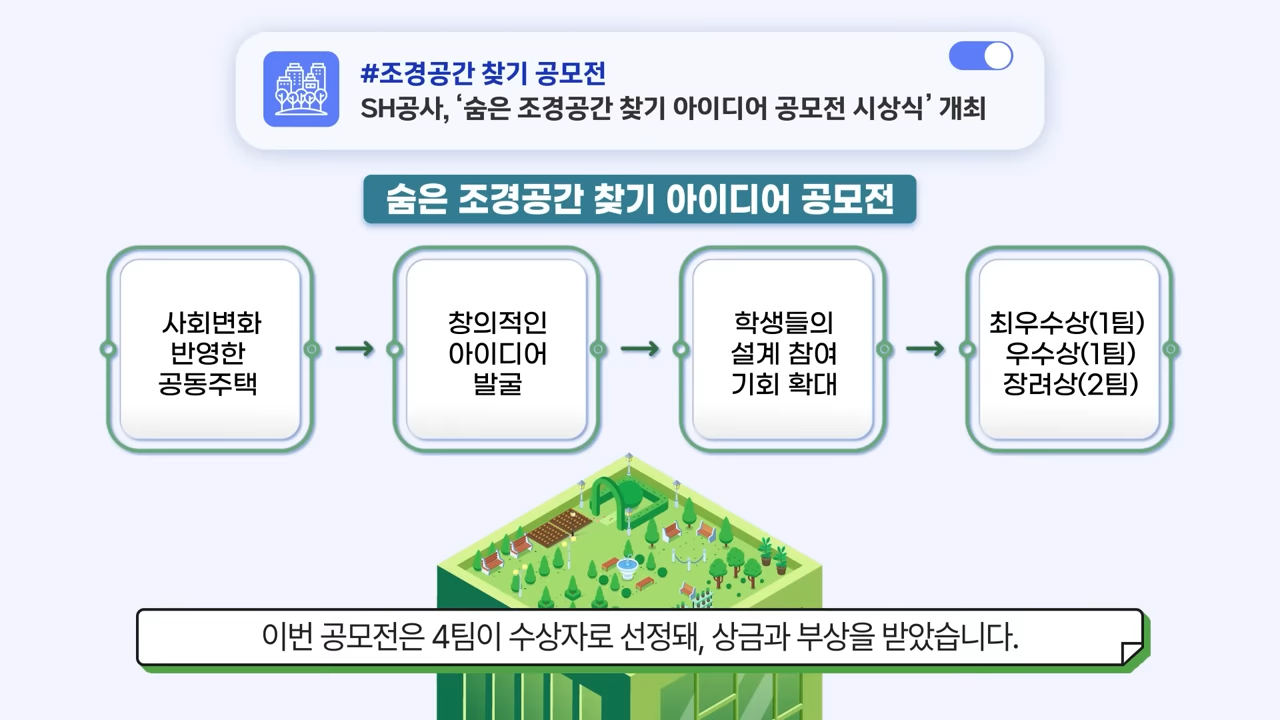 #조경공간 찾기 공모전
SH공사, ‘숨은 조경공간 찾기 아이디어 공모전 시상식’ 개최
숨은 조경공간 찾기 아이디어 공모전
사회변화
반영한
공동주택
창의적인
아이디어
발굴
학생들의
설계 참여
기회 확대
최우수상(1팀)
우수상(1팀)
장려상(2팀)
이번 공모전은 4팀이 수상자로 선정돼, 상금과 부상을 받았습니다.